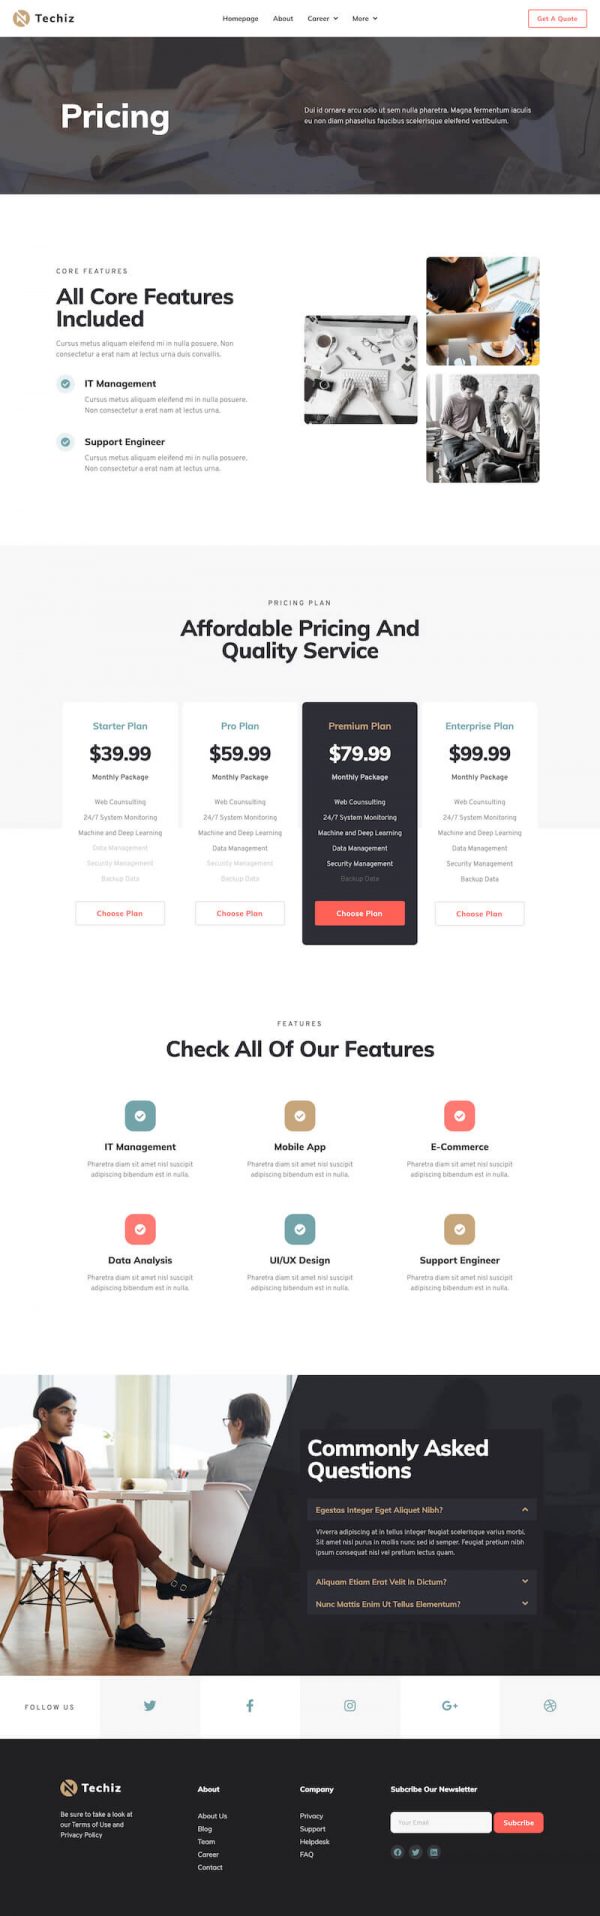 Techiz
Homepage About Career More
Get A Quote
Pricing
Dui id ornare arcu odio ut sem nulla pharetra. Magna fermentum iaculis
eu non diam phasellus faucibus scelerisque eleifend vestibulum.
CORE FEATURES
All Core Features
Included
Cursus metus aliquam eleifend mi in nulla posuere. Non
consectetur a erat nam at lectus urna duis convallis.
IT Management
Cursus metus aliquam eleifend mi in nulla posuere.
Non consectetur a erat nam at lectus urna.
Support Engineer
Cursus metus aliquam eleifend mi in nulla posuere.
Non consectetur a erat nam at lectus urna.
PRICING PLAN
Affordable Pricing And
Quality Service
Starter Plan
$39.99
Monthly Package
Web Counsulting
24/7 System Monitoring
Machine and Deep Learning
Data Management
Security Management
Backup Data
Choose Plan
Pro Plan
$59.99
Monthly Package
Web Counsulting
24/7 System Monitoring
Machine and Deep Learning
Data Management
Security Management
Backup Data
Choose Plan
Premium Plan
$79.99
Monthly Package
Web Counsulting
24/7 System Monitoring
Machine and Deep Learning
Data Management
Security Management
Backup Data
Choose Plan
Enterprise Plan
$99.99
Monthly Package
Web Counsulting
24/7 System Monitoring
Machine and Deep Learning
Data Management
Security Management
Backup Data
Choose Plan
FEATURES
Check All Of Our Features
IT Management
Pharetra diam sit amet nisl suscipit
adipiscing bibendum est in nulla.
Mobile App
Pharetra diam sit amet nisl suscipit
adipiscing bibendum est in nulla.
E-Commerce
Pharetra diam sit amet nisl suscipit
adipiscing bibendum est in nulla.
Data Analysis
Pharetra diam sit amet nisl suscipit
adipiscing bibendum est in nulla.
UI/UX Design
Pharetra diam sit amet nisl suscipit
adipiscing bibendum est in nulla.
Support Engineer
Pharetra diam sit amet nisl suscipit
adipiscing bibendum est in nulla.
Commonly Asked
Questions
Egestas Integer Eget Aliquet Nibh?
Viverra adipiscing at in tellus integer feugiat scelerisque varius morbi.
Sit amet nisl purus in mollis nunc sed id semper. Feugiat pretium nibh
ipsum consequat nisl vel pretium lectus quam.
Aliquam Etiam Erat Velit In Dictum?
Nunc Mattis Enim Ut Tellus Elementum?
FOLLOW US
Techiz
Be sure to take a look at
our Terms of Use and
Privacy Policy
About
About Us
Blog
Team
Career
Contact
Company
Privacy
Support
Helpdesk
FAQ
Subcribe Our Newsletter
Your Email
Subcribe